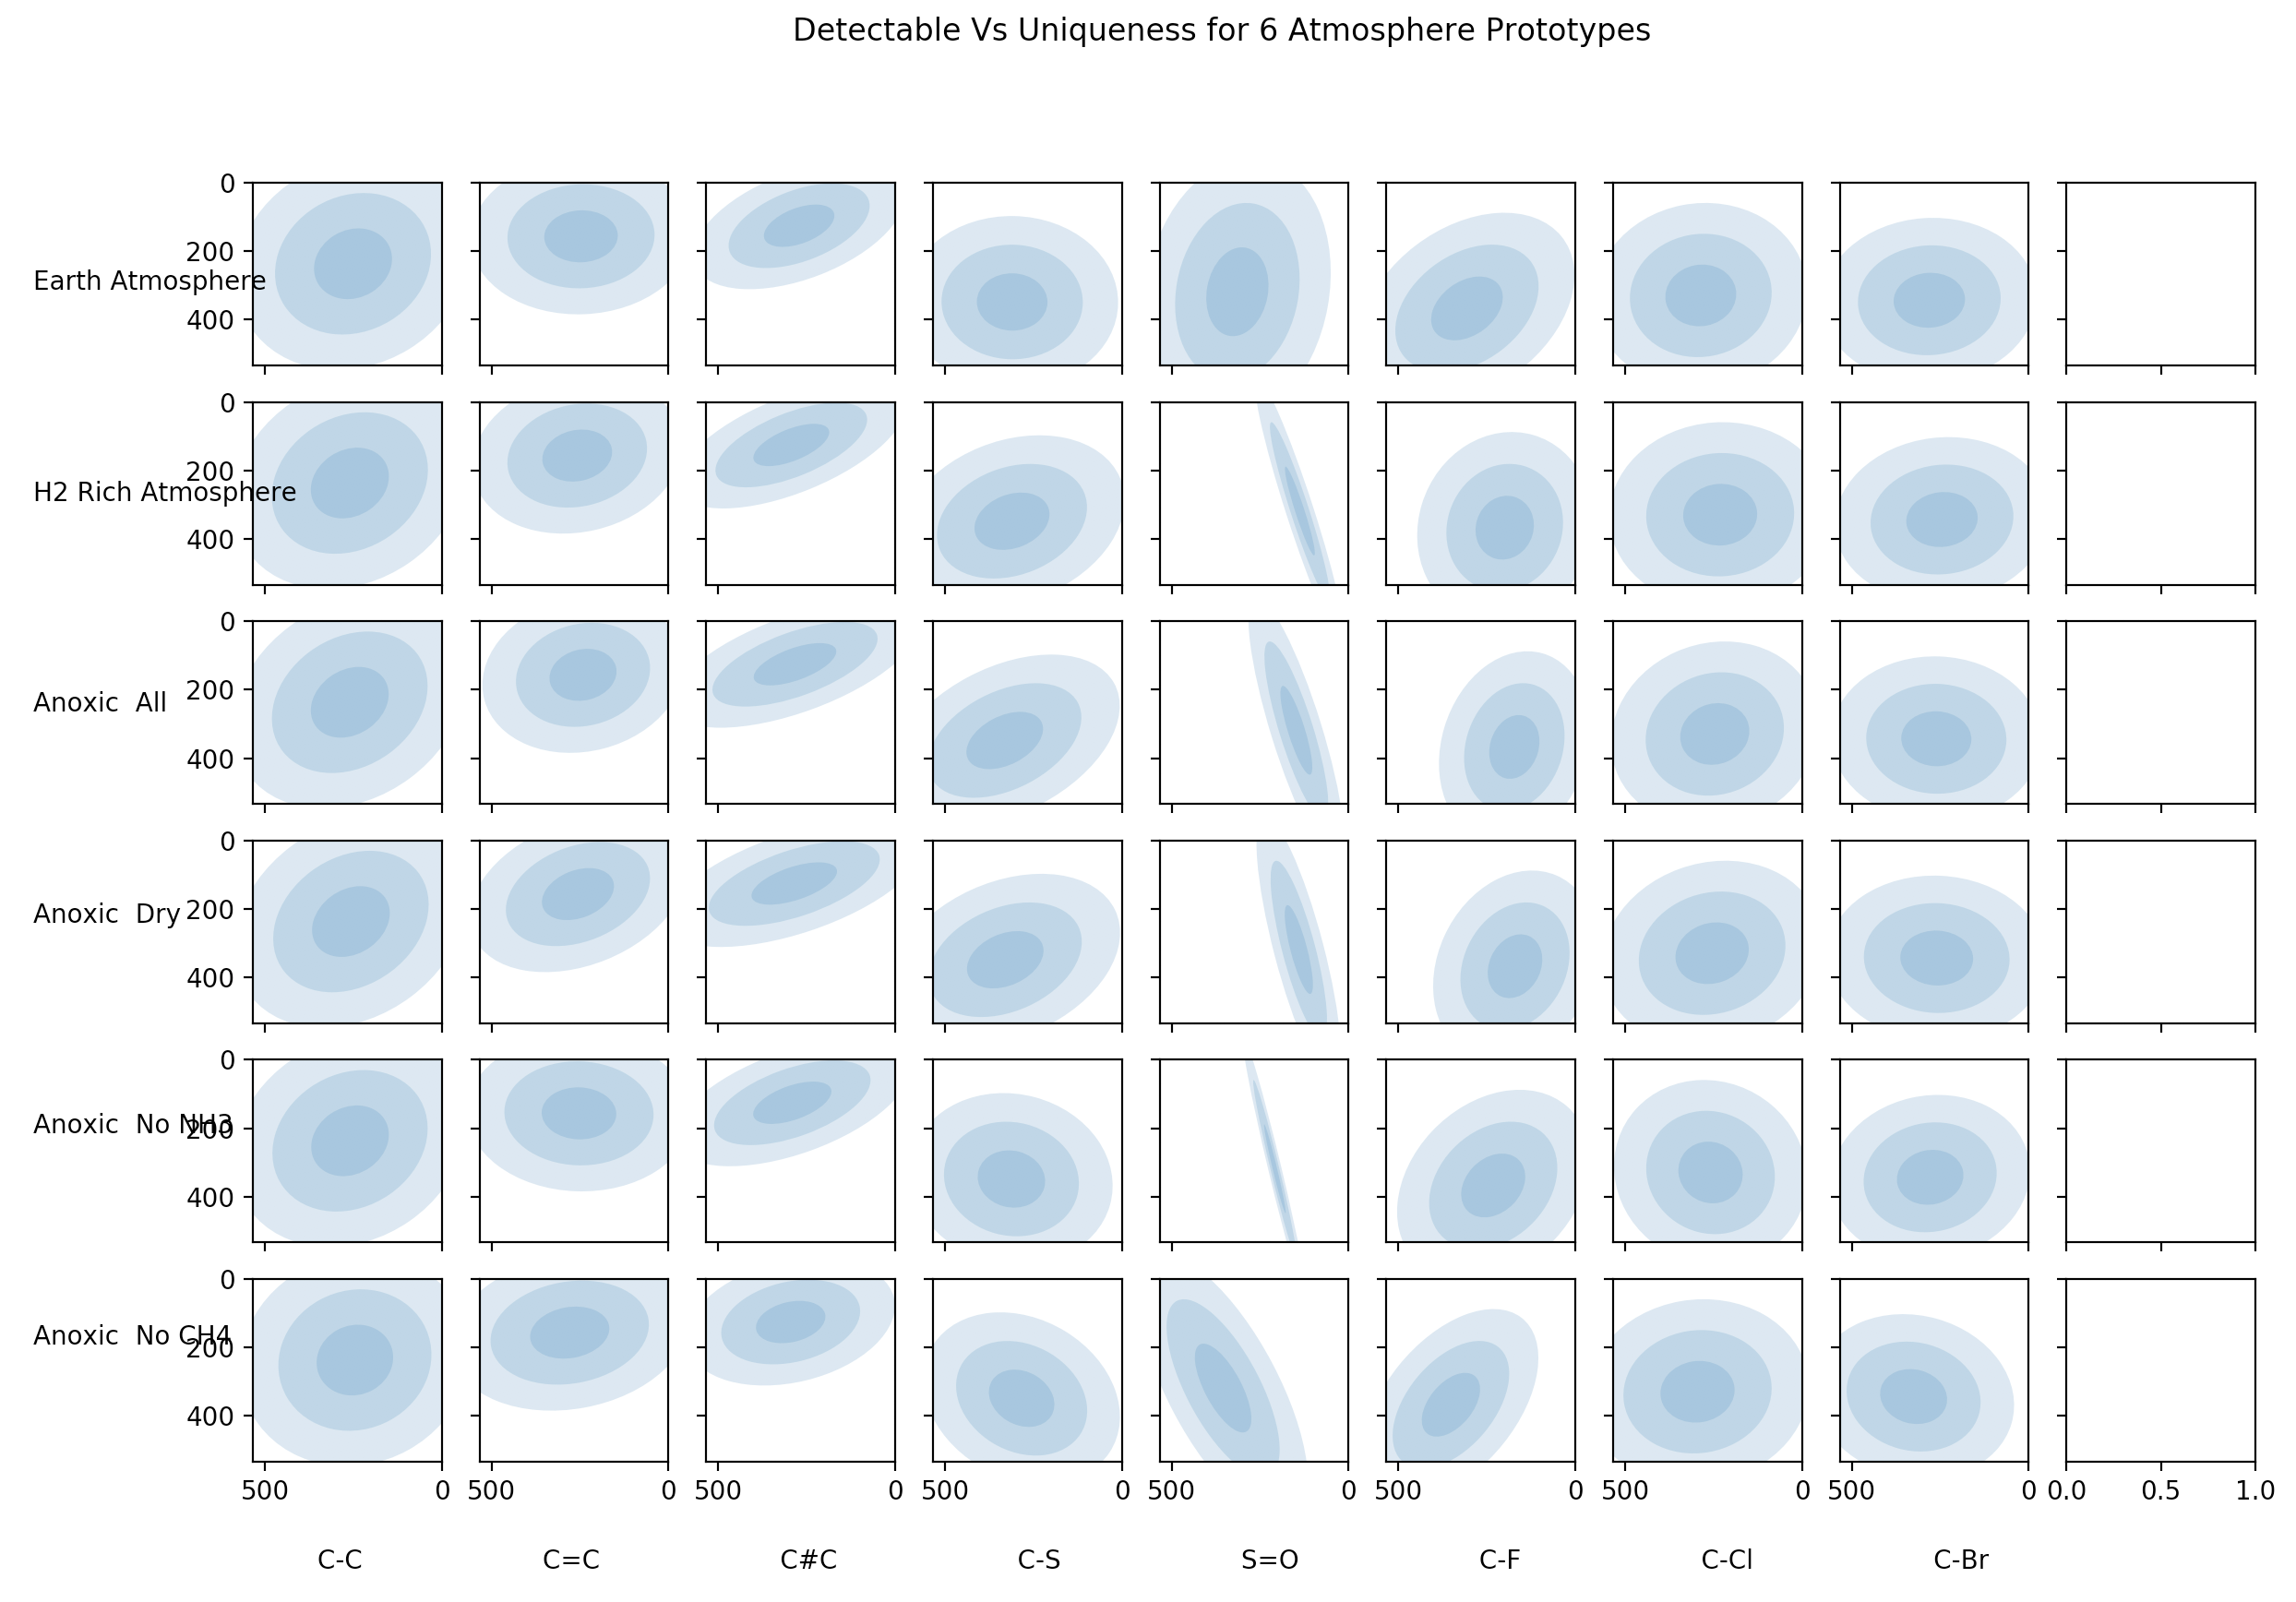 Detectable Vs Uniqueness for 6 Atmosphere Prototypes
0
200
Earth Atmosphere
400
0
200
H2 Rich Atmosphere
400
0
200
Anoxic  All
400
0
200
Anoxic  Dry
400
0
Anoxic  No NH3
200
400
0
Anoxic  No CH4
200
400
500 0 500 0 500 0 500 0 500 0 500 0 500 0 500 0 0.0 0.5 1.0
C-C C=C C#C C-S S=O C-F C-Cl C-Br